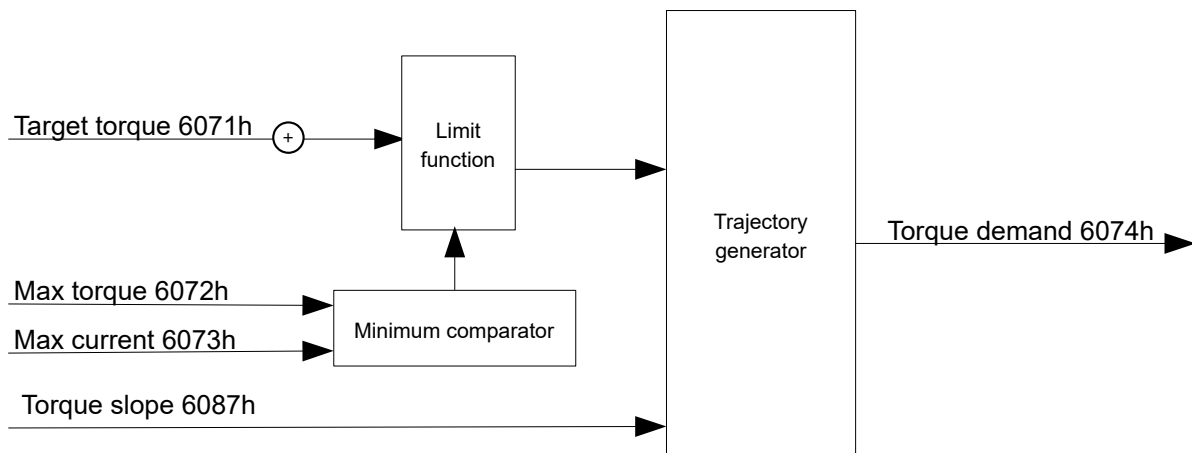 Target torque 6071h
+
Limit
function
Trajectory
generator
Torque demand 6074h
Max torque 6072h
Max current 6073h
Minimum comparator
Torque slope 6087h